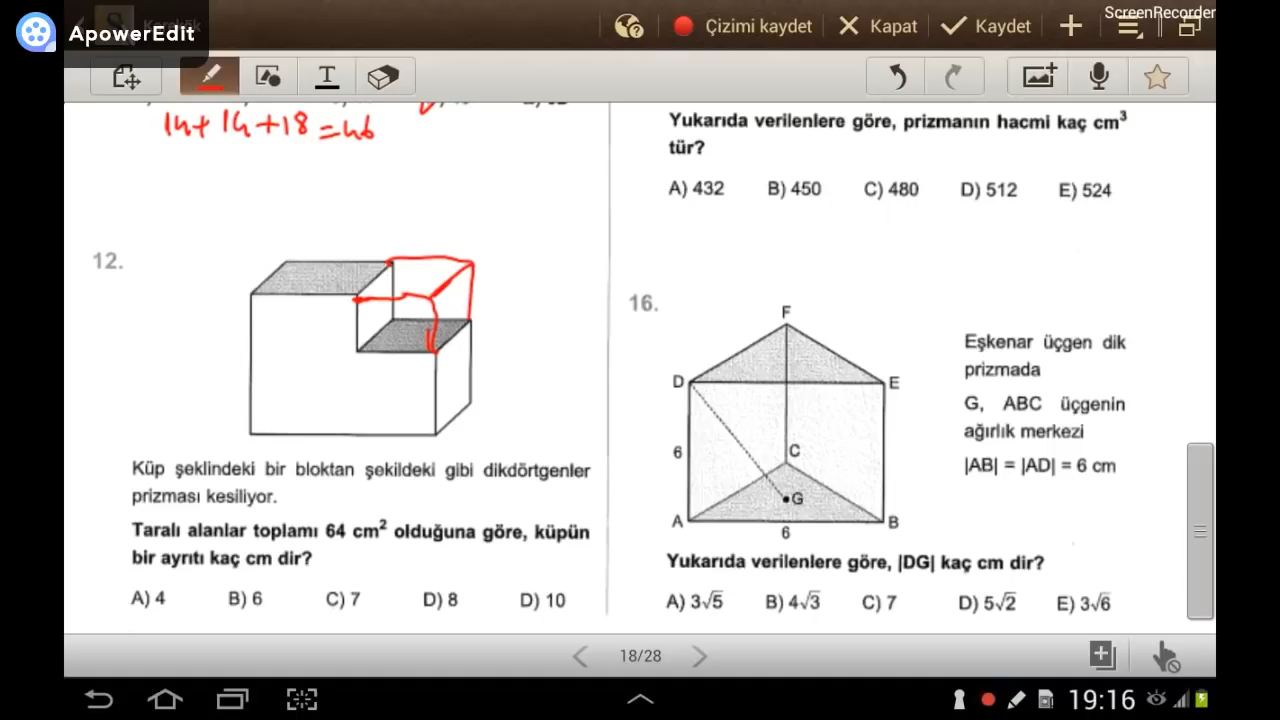 ScreenRecorder
ApowerEdit
Çizimi kaydet
Kapat
Kaydet
T
14+ 14 +18 = 46
Yukarıda verilenlere göre, prizmanın hacmi kaç cm³
tür?
A) 432 B) 450 C) 480 D) 512 E) 524
12.
Küp şeklindeki bir bloktan şekildeki gibi dikdörtgenler
prizması kesiliyor.
Taralı alanlar toplamı 64 cm² olduğuna göre, küpün
bir ayrıtı kaç cm dir?
A) 4 B) 6 C) 7 D) 8 D) 10
16.
F
D E
6
C
G
A B
6
Eşkenar üçgen dik
prizmada
G, ABC üçgenin
ağırlık merkezi
|AB| = |AD| = 6 cm
Yukarıda verilenlere göre, |DG| kaç cm dir?
A) 3√5 B) 4√3 C) 7 D) 5√2 E) 3√6
18/28
19:16